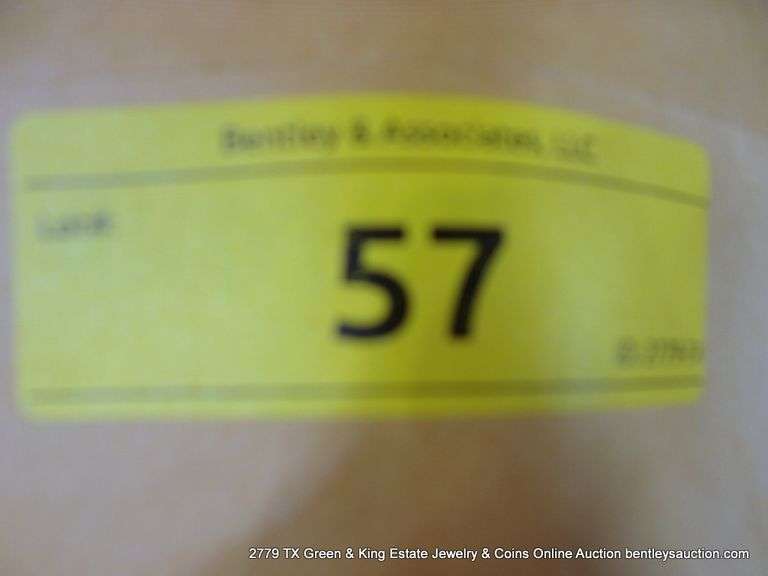 Bentley & Associates, LLC
Lot #:
57
2779 TX Green & King Estate Jewelry & Coins Online Auction bentleysauction.com